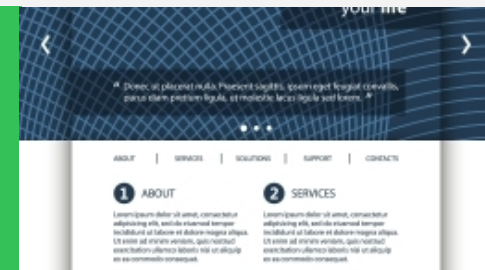 your life
" Donec ut placerat nulla. Praesent sagittis, ipsum eget feugiat convallis,
purus diam pretium ligula, ut molestie lacus ligula sed lorem. "
ABOUT | SERVICES | SOLUTIONS | SUPPORT | CONTACTS
1 ABOUT
Lorem ipsum dolor sit amet, consectetur
adipisicing elit, sed do eiusmod tempor
incididunt ut labore et dolore magna aliqua.
Ut enim ad minim veniam, quis nostrud
exercitation ullamco laboris nisi ut aliquip
ex ea commodo consequat.
2 SERVICES
Lorem ipsum dolor sit amet, consectetur
adipisicing elit, sed do eiusmod tempor
incididunt ut labore et dolore magna aliqua.
Ut enim ad minim veniam, quis nostrud
exercitation ullamco laboris nisi ut aliquip
ex ea commodo consequat.